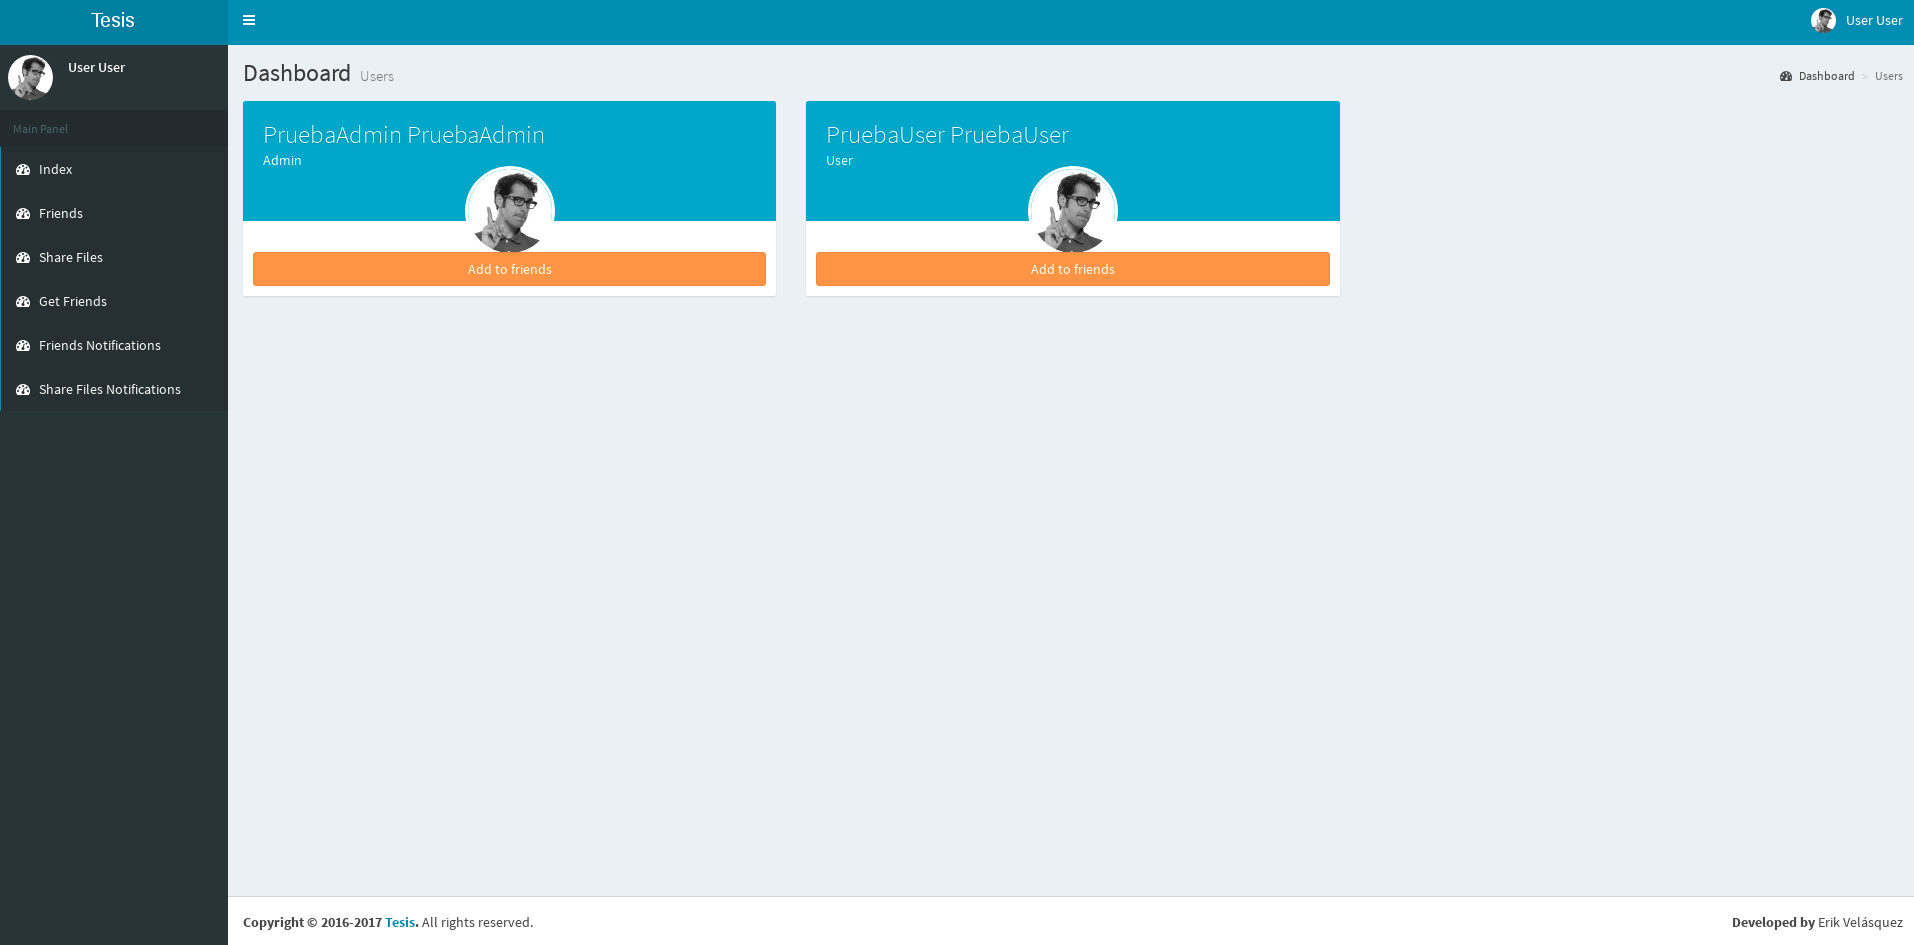 Tesis
User User
User User
Main Panel
Index
Friends
Share Files
Get Friends
Friends Notifications
Share Files Notifications
Dashboard Users
Dashboard > Users
PruebaAdmin PruebaAdmin
Admin
Add to friends
PruebaUser PruebaUser
User
Add to friends
Copyright © 2016-2017 Tesis. All rights reserved.
Developed by Erik Velásquez